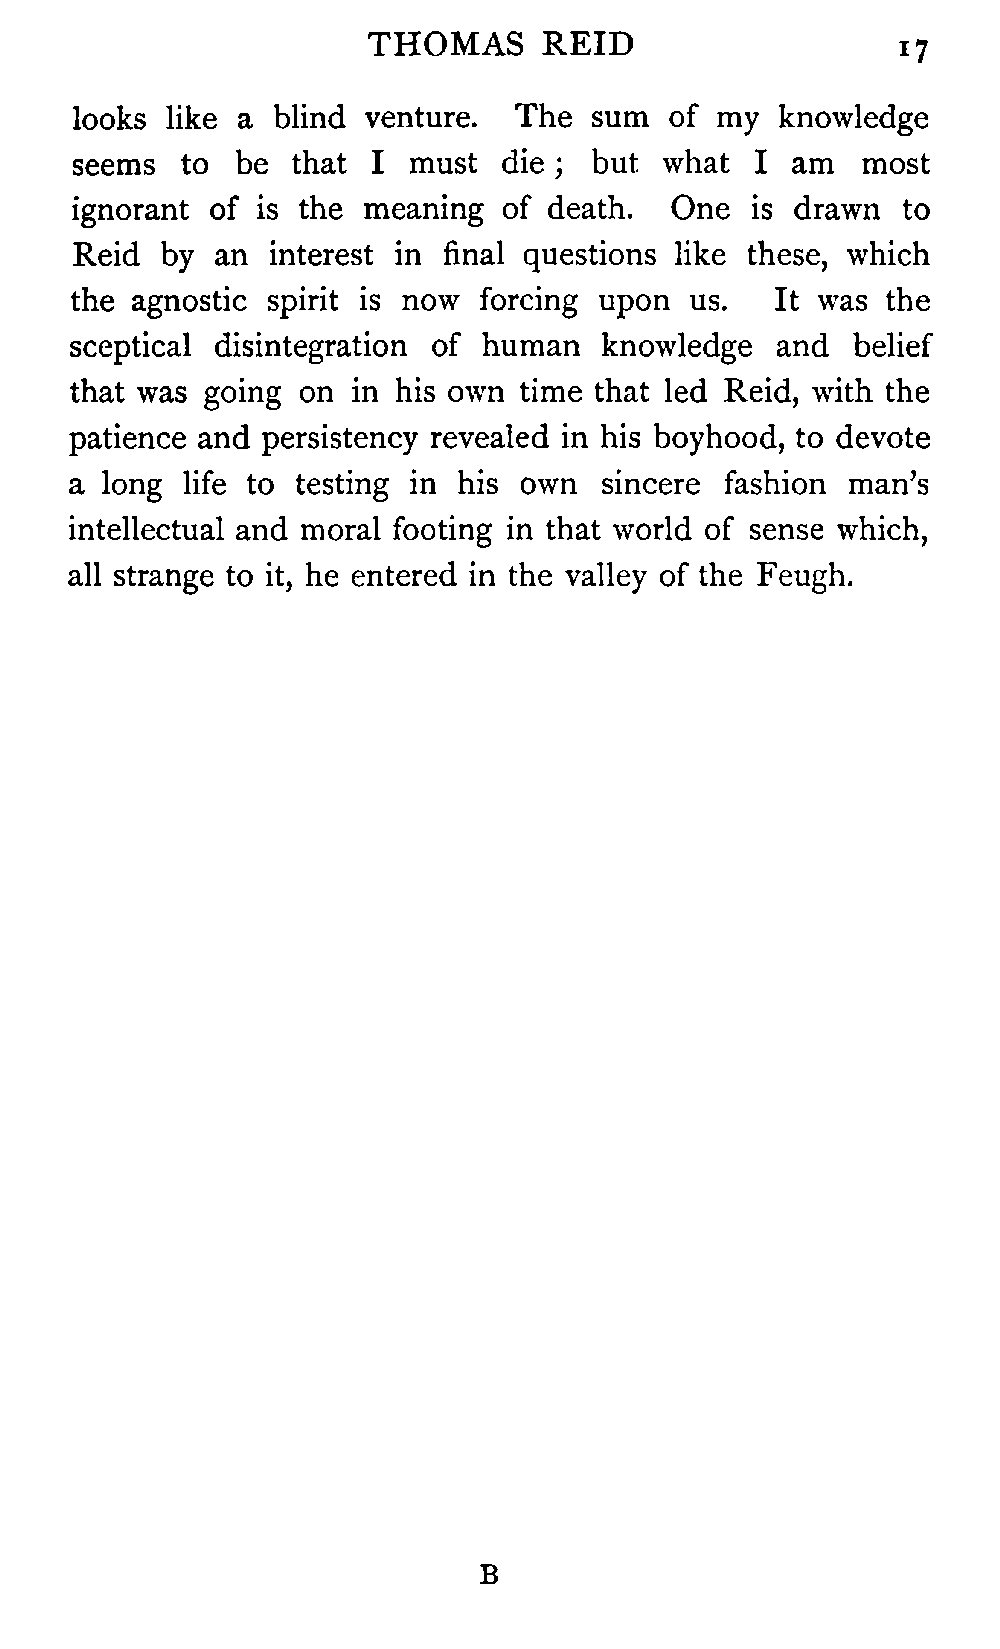 THOMAS REID 17
looks like a blind venture. The sum of my knowledge
seems to be that I must die ; but what I am most
ignorant of is the meaning of death. One is drawn to
Reid by an interest in final questions like these, which
the agnostic spirit is now forcing upon us. It was the
sceptical disintegration of human knowledge and belief
that was going on in his own time that led Reid, with the
patience and persistency revealed in his boyhood, to devote
a long life to testing in his own sincere fashion man's
intellectual and moral footing in that world of sense which,
all strange to it, he entered in the valley of the Feugh.
B